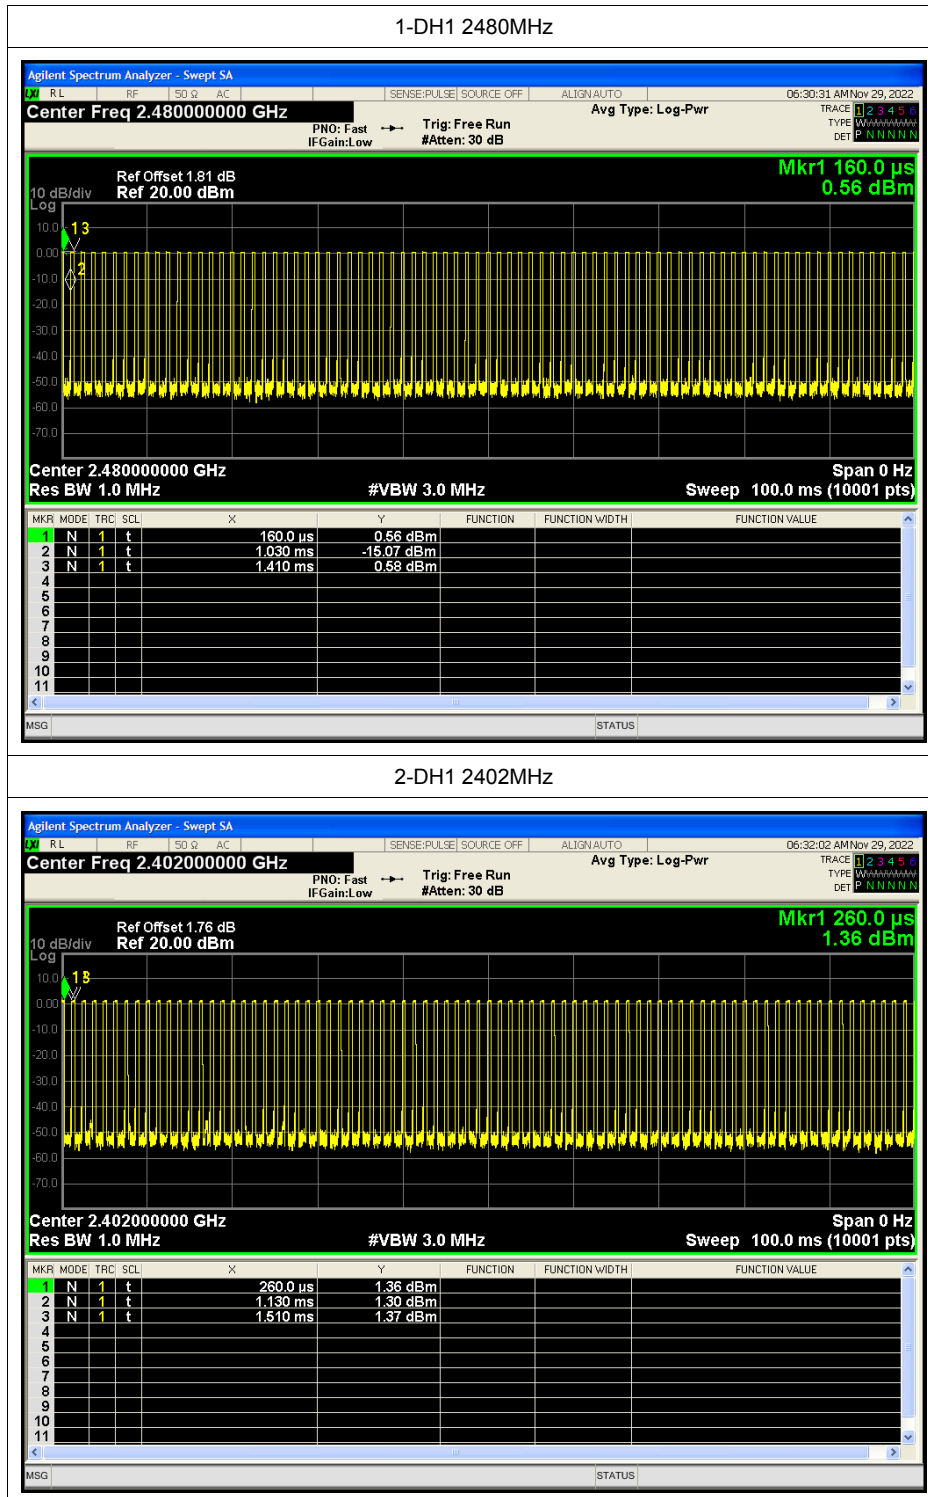 1-DH1 2480MHz
Agilent Spectrum Analyzer - Swept SA
LXI RL RF 50 Ω AC SENSE:PULSE SOURCE OFF ALIGN AUTO 06:30:31 AM Nov 29, 2022
Center Freq 2.480000000 GHz Avg Type: Log-Pwr TRACE 1 2 3 4 5 6
PNO: Fast Trig: Free Run TYPE WWWWWW
IFGain:Low #Atten: 30 dB DET P N N N N N
Mkr1 160.0 µs
Ref Offset 1.81 dB
10 dB/div Ref 20.00 dBm 0.56 dBm
Log
10.0
1 3
0.00
2
-10.0
-20.0
-30.0
-40.0
-50.0
-60.0
-70.0
Center 2.480000000 GHz Span 0 Hz
Res BW 1.0 MHz #VBW 3.0 MHz Sweep 100.0 ms (10001 pts)
MKR MODE TRC SCL X Y FUNCTION FUNCTION WIDTH FUNCTION VALUE
1 N 1 t 160.0 µs 0.56 dBm
2 N 1 t 1.030 ms -15.07 dBm
3 N 1 t 1.410 ms 0.58 dBm
4
5
6
7
8
9
10
11
MSG STATUS
2-DH1 2402MHz
Agilent Spectrum Analyzer - Swept SA
LXI RL RF 50 Ω AC SENSE:PULSE SOURCE OFF ALIGN AUTO 06:32:02 AM Nov 29, 2022
Center Freq 2.402000000 GHz Avg Type: Log-Pwr TRACE 1 2 3 4 5 6
PNO: Fast Trig: Free Run TYPE WWWWWW
IFGain:Low #Atten: 30 dB DET P N N N N N
Mkr1 260.0 µs
Ref Offset 1.76 dB
10 dB/div Ref 20.00 dBm 1.36 dBm
Log
10.0
1 3
0.00
-10.0
-20.0
-30.0
-40.0
-50.0
-60.0
-70.0
Center 2.402000000 GHz Span 0 Hz
Res BW 1.0 MHz #VBW 3.0 MHz Sweep 100.0 ms (10001 pts)
MKR MODE TRC SCL X Y FUNCTION FUNCTION WIDTH FUNCTION VALUE
1 N 1 t 260.0 µs 1.36 dBm
2 N 1 t 1.130 ms 1.30 dBm
3 N 1 t 1.510 ms 1.37 dBm
4
5
6
7
8
9
10
11
MSG STATUS